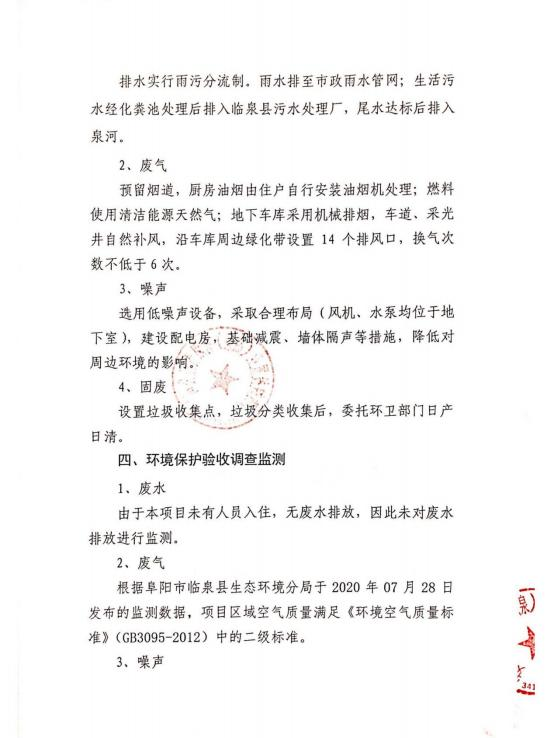 排水实行雨污分流制。雨水排至市政雨水管网；生活污
水经化粪池处理后排入临泉县污水处理厂，尾水达标后排入
泉河。
2、废气
预留烟道，厨房油烟由住户自行安装油烟机处理；燃料
使用清洁能源天然气；地下车库采用机械排烟，车道、采光
井自然补风，沿车库周边绿化带设置 14 个排风口，换气次
数不低于 6 次。
3、噪声
选用低噪声设备，采取合理布局（风机、水泵均位于地
下室），建设配电房，基础减震、墙体隔声等措施，降低对
周边环境的影响。
4、固废
设置垃圾收集点，垃圾分类收集后，委托环卫部门日产
日清。
四、环境保护验收调查监测
1、废水
由于本项目未有人员入住，无废水排放，因此未对废水
排放进行监测。
2、废气
根据阜阳市临泉县生态环境分局于 2020 年 07 月 28 日
发布的监测数据，项目区域空气质量满足《环境空气质量标
准》（GB3095-2012）中的二级标准。
3、噪声
泉）
341